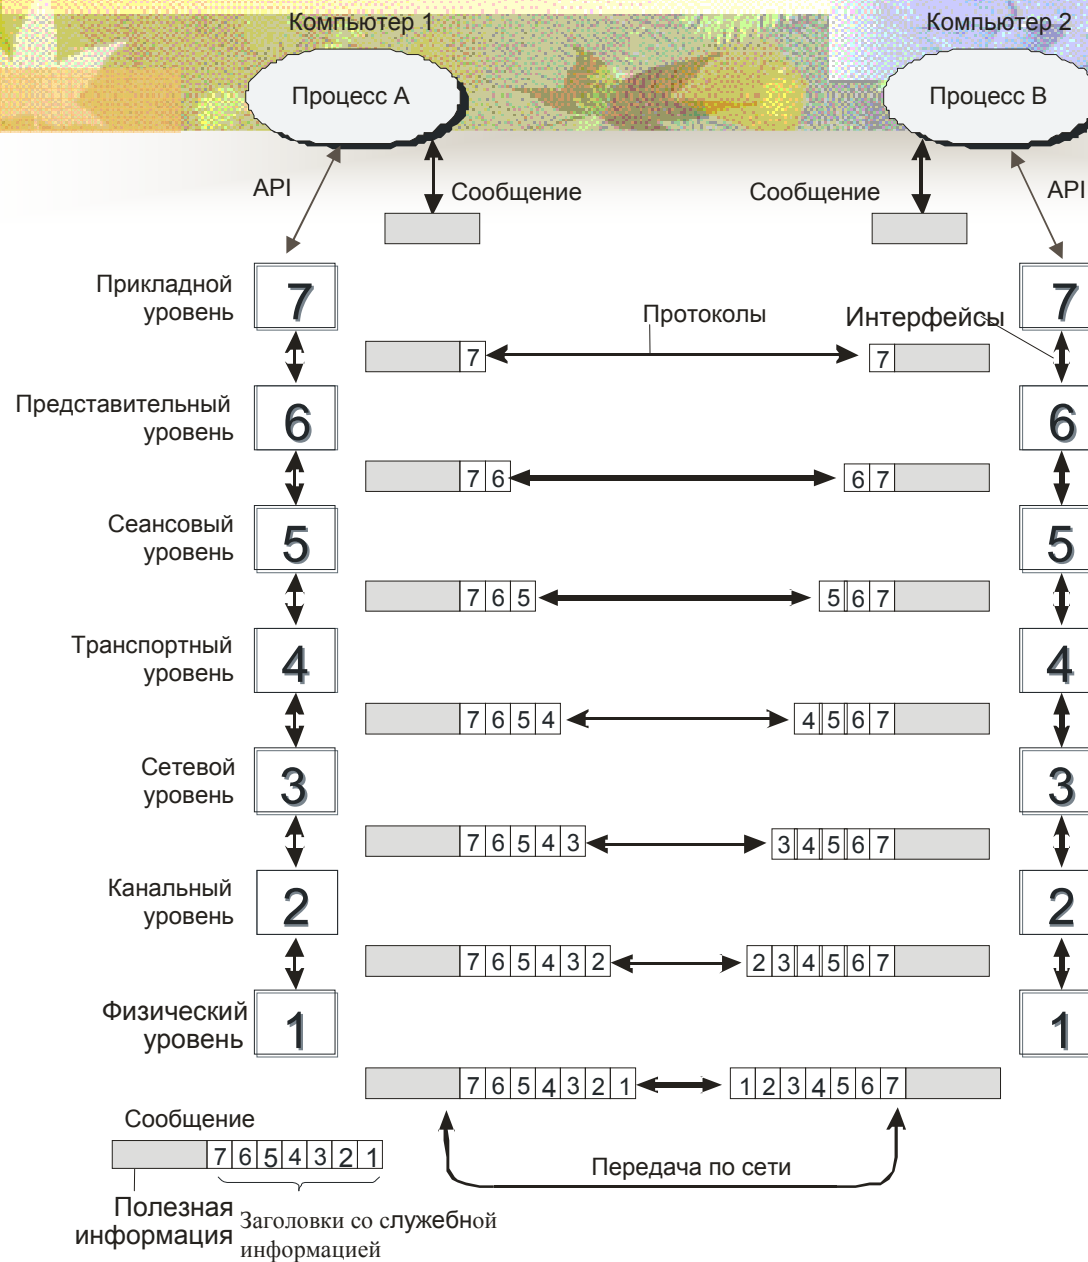 Компьютер 1
Компьютер 2
Процесс А
Процесс В
API
Сообщение
Сообщение
API
Прикладной
уровень
7
Протоколы
Интерфейсы
7
7
7
Представительный
уровень
6
6
7 6
6 7
Сеансовый
уровень
5
5
7 6 5
5 6 7
Транспортный
уровень
4
4
7 6 5 4
4 5 6 7
Сетевой
уровень
3
3
7 6 5 4 3
3 4 5 6 7
Канальный
уровень
2
2
7 6 5 4 3 2
2 3 4 5 6 7
Физический
уровень
1
1
7 6 5 4 3 2 1
1 2 3 4 5 6 7
Сообщение
7 6 5 4 3 2 1
Передача по сети
Полезная
информация
Заголовки со служебной
информацией